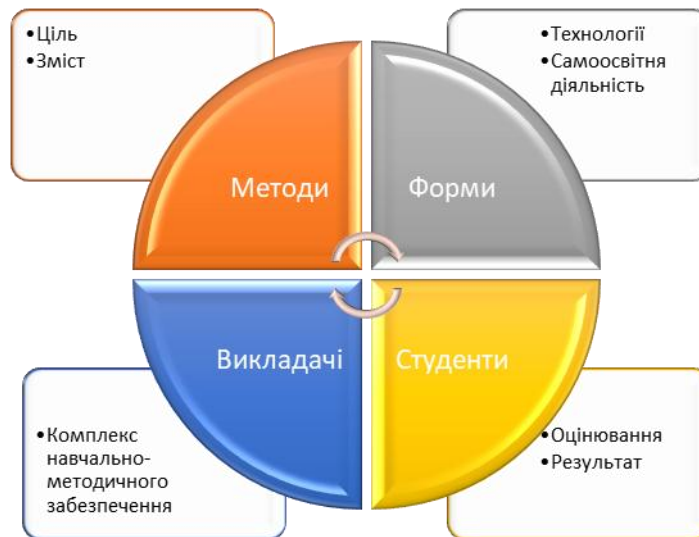 •Ціль
•Зміст
•Технології
•Самоосвітня
діяльність
Методи
Форми
Викладачі
Студенти
•Комплекс
навчально-
методичного
забезпечення
•Оцінювання
•Результат